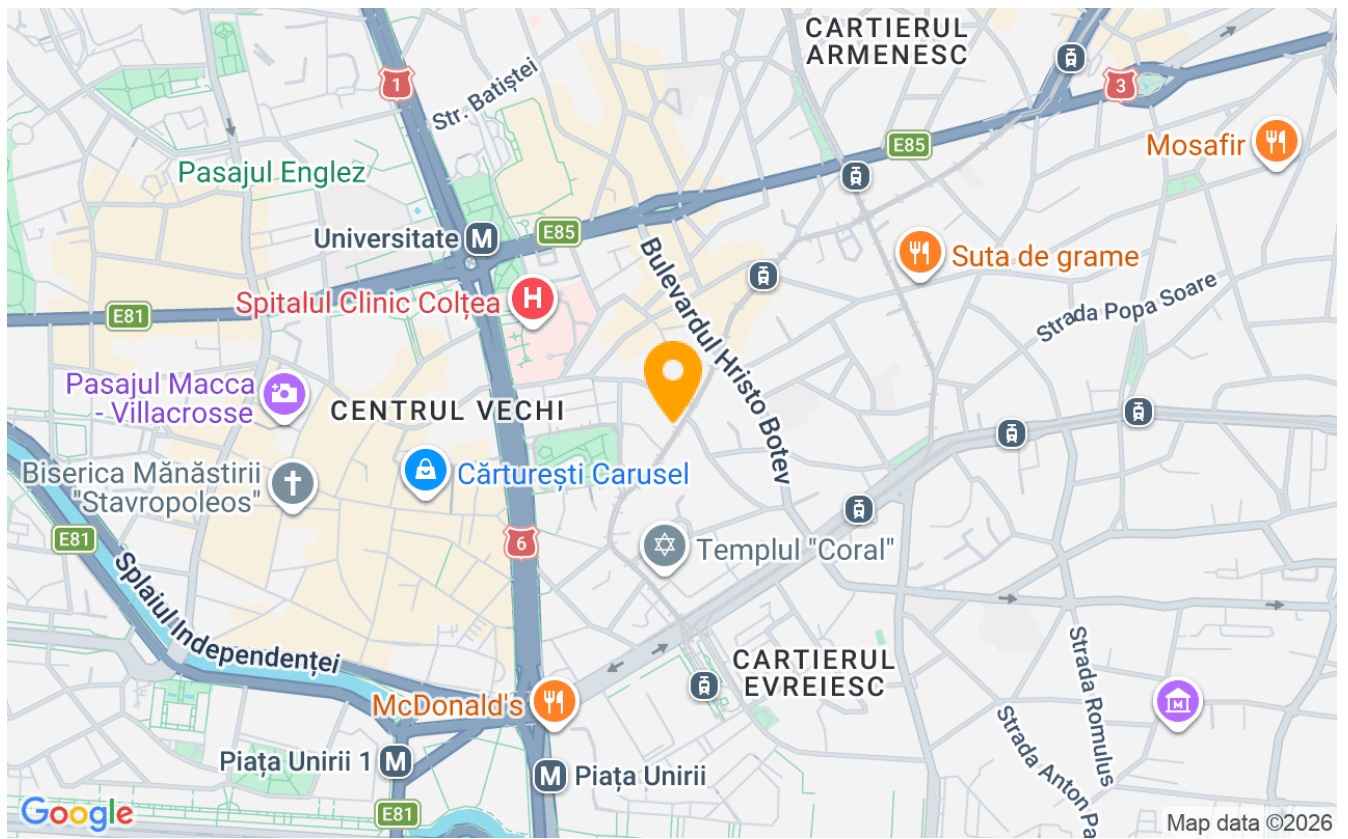 CARTIERUL
ARMENESC
1
3
Str. Batiștei
E85
Mosafir
Pasajul Englez
Universitate M
E85
Bulevardul Hristo Botev
Suta de grame
Spitalul Clinic Colțea H
Strada Popa Soare
E81
Pasajul Macca
- Villacrosse
CENTRUL VECHI
Biserica Mănăstirii
"Stavropoleos"
Cărturești Carusel
E81
6
Templul "Coral"
Splaiul Independenței
CARTIERUL
EVREIESC
Strada Romulus
McDonald's
M
Strada Anton Pa
Piața Unirii 1 M
M Piața Unirii
E81
Google
Map data ©2026